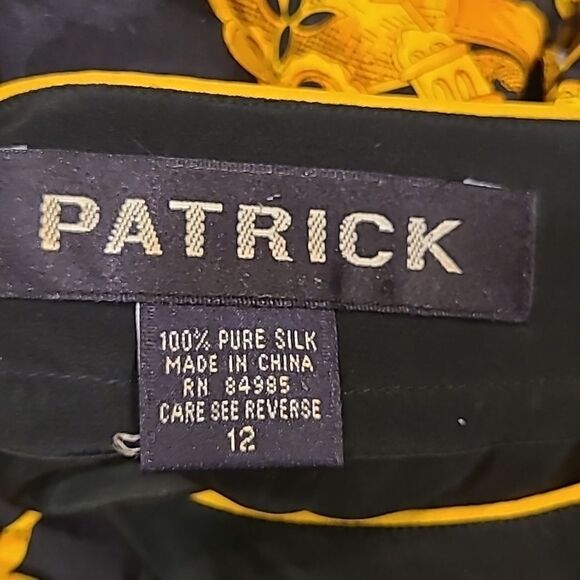 PATRICK
100% PURE SILK
MADE IN CHINA
RN 84985
CARE SEE REVERSE
12